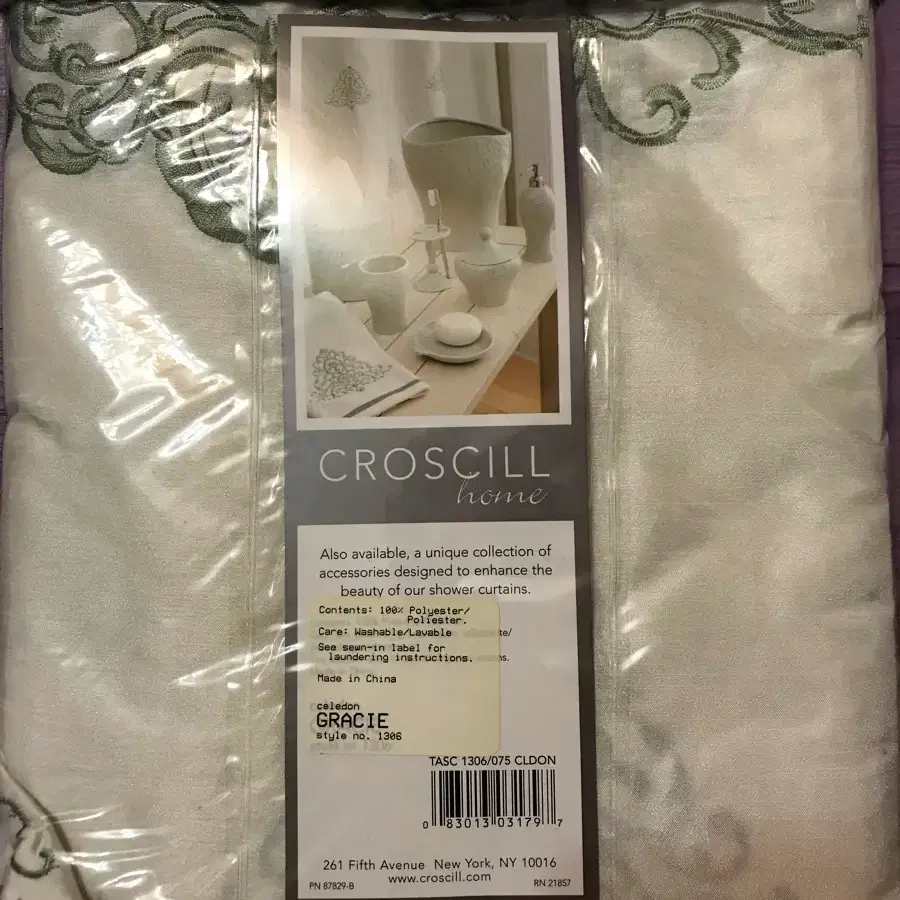 CROSCILL
home
Also available, a unique collection of
accessories designed to enhance the
beauty of our shower curtains.
Contents: 100% Polyester/
Poliester.
Care: Washable/Lavable
See sewn-in label for
laundering instructions.
Made in China
celedon
GRACIE
style no. 1306
TASC 1306/075 CLDON
0 83013 03179 7
261 Fifth Avenue New York, NY 10016
www.croscill.com
PN 87829-B RN 21857